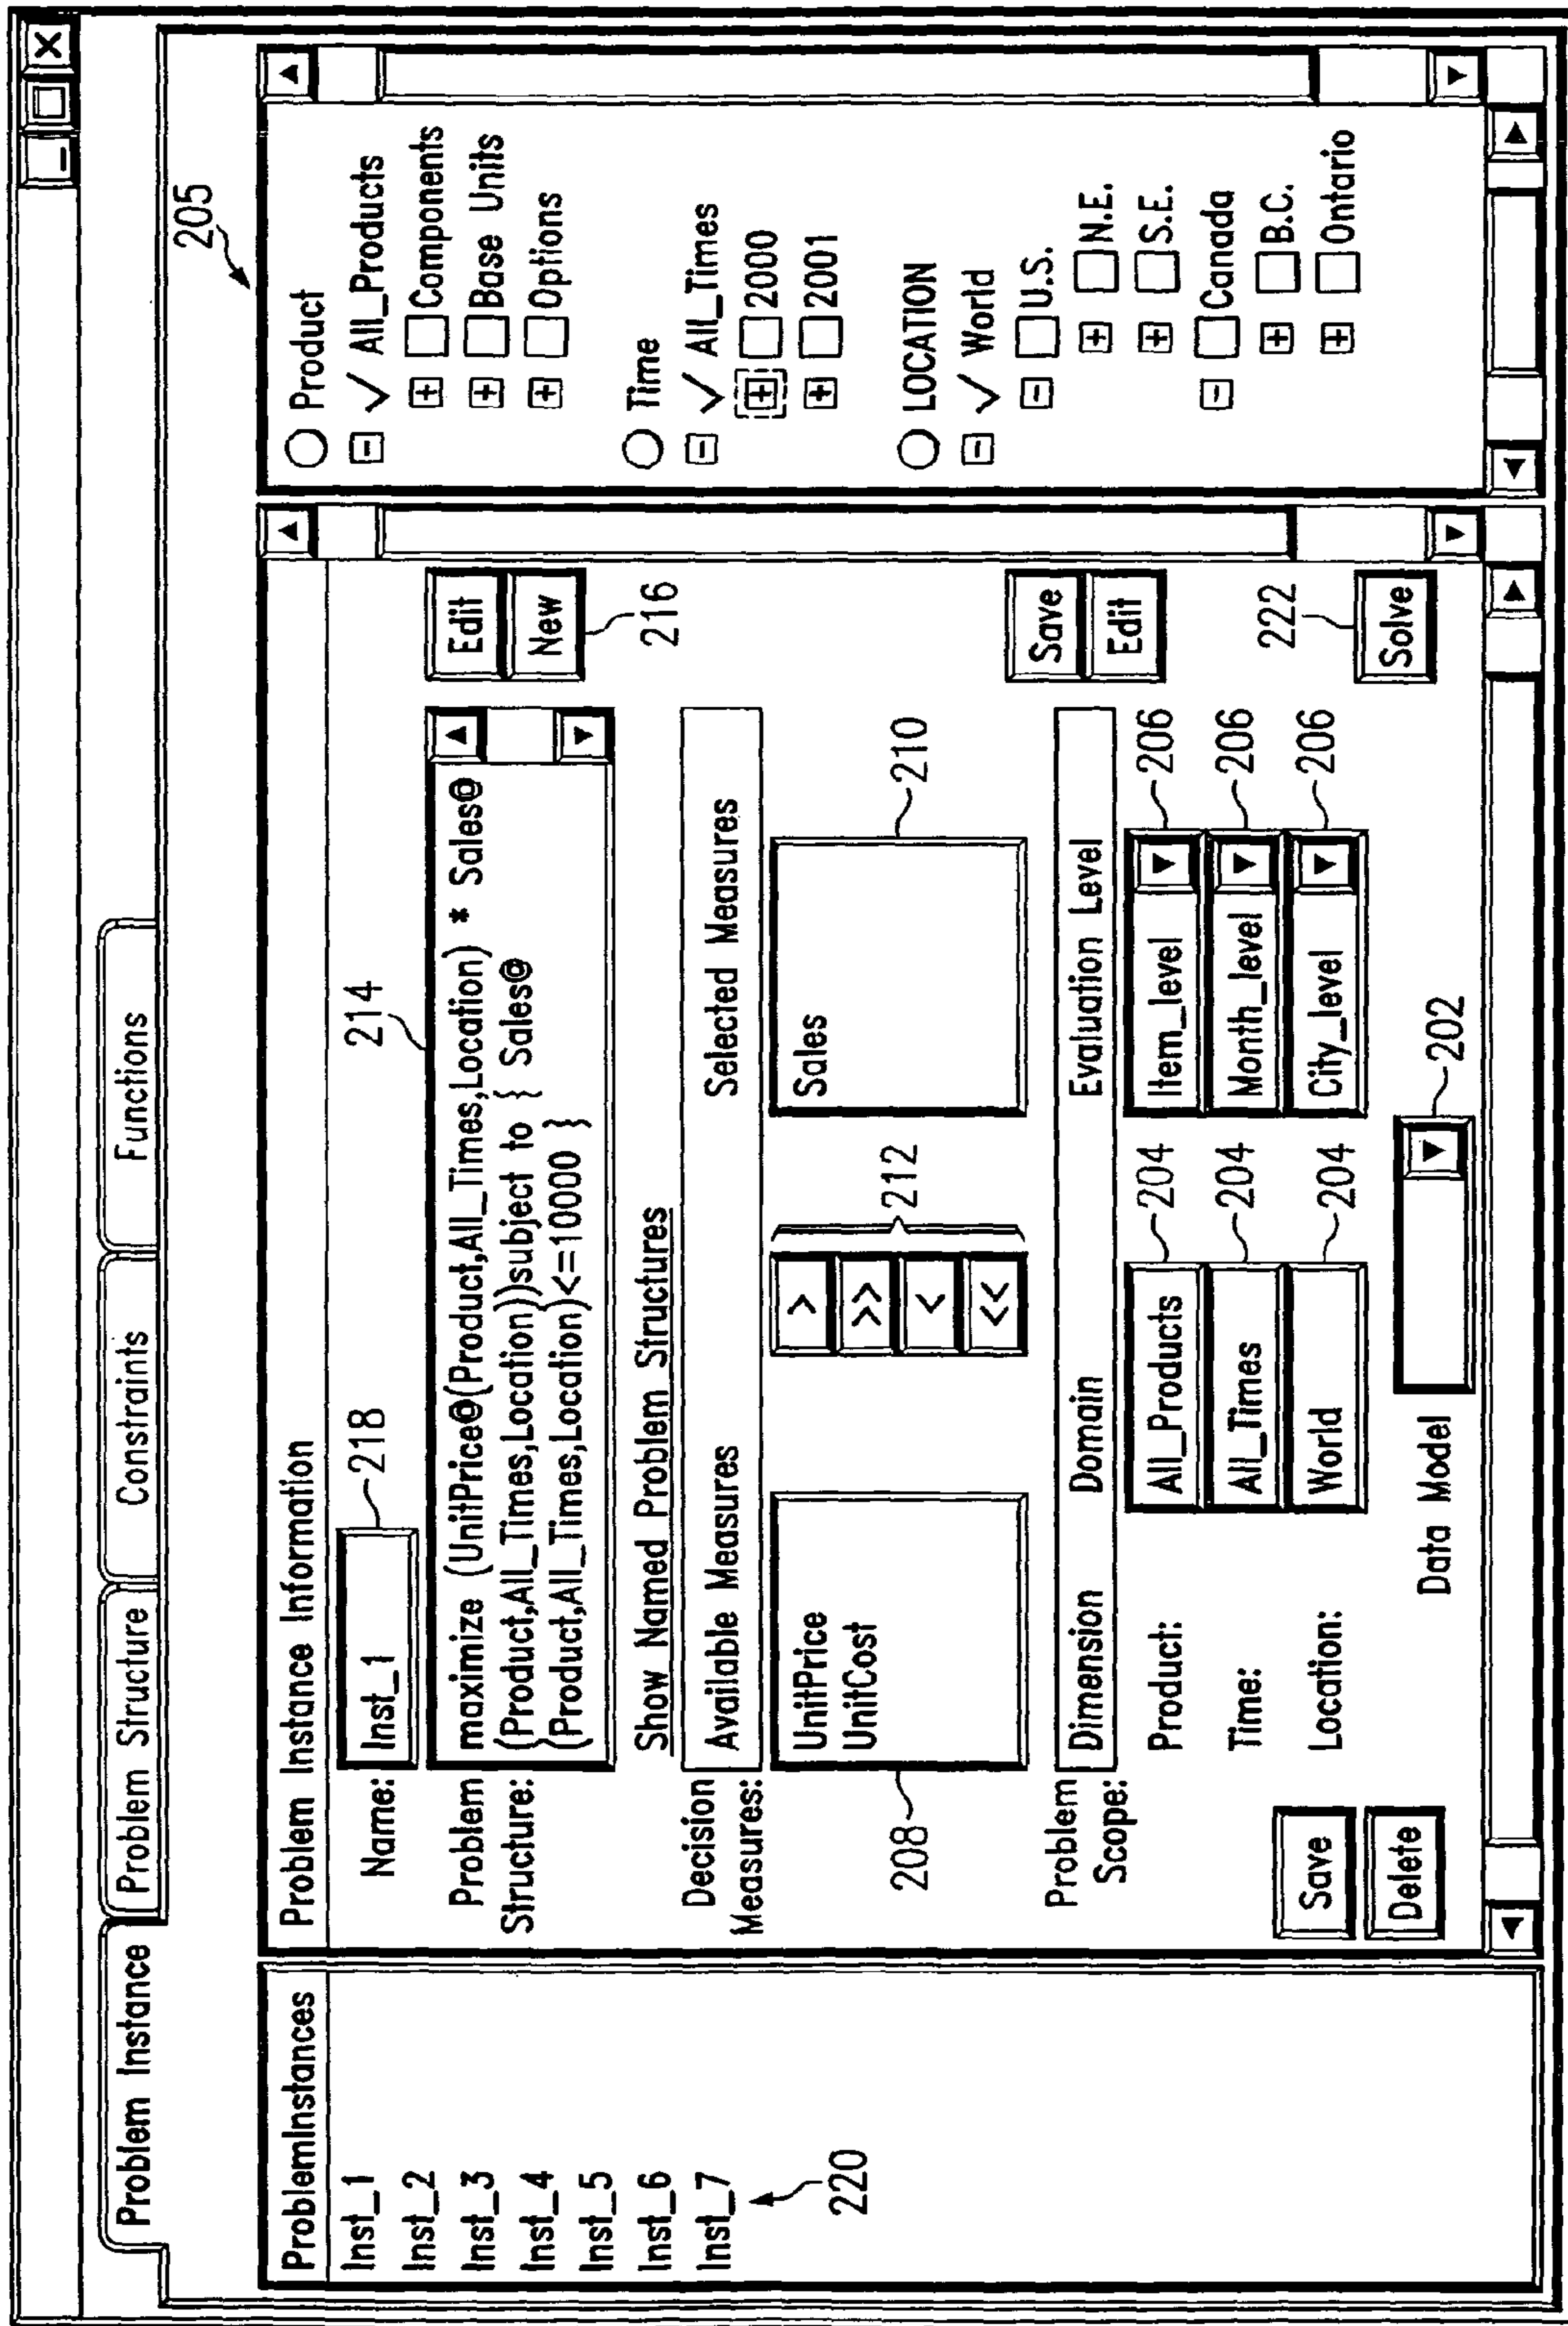 Problem Instance
Problem Structure
Constraints
Functions
ProblemInstances
Inst_1
Inst_2
Inst_3
Inst_4
Inst_5
Inst_6
Inst_7
220
Problem Instance Information
Name:
Inst_1
218
214
Problem
Structure:
maximize (UnitPrice@(Product,All_Times,Location) * Sales@
(Product,All_Times,Location))subject to { Sales@
(Product,All_Times,Location)<=10000 }
Edit
New
216
Show Named Problem Structures
Decision
Measures:
Available Measures
Selected Measures
UnitPrice
UnitCost
208
>
>>
<
<<
212
Sales
210
Save
Edit
Problem
Scope:
Dimension
Domain
Evaluation Level
Product:
All_Products
204
Item_level
206
Time:
All_Times
204
Month_level
206
Location:
World
204
City_level
206
222
Solve
Save
Delete
Data Model
202
205
Product
All_Products
Components
Base Units
Options
Time
All_Times
2000
2001
LOCATION
World
U.S.
N.E.
S.E.
Canada
B.C.
Ontario